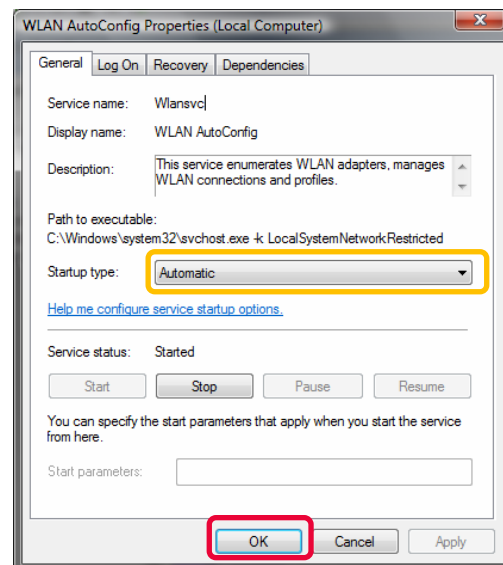 WLAN AutoConfig Properties (Local Computer)
General Log On Recovery Dependencies
Service name: Wlansvc
Display name: WLAN AutoConfig
Description: This service enumerates WLAN adapters, manages
WLAN connections and profiles.
Path to executable:
C:\Windows\system32\svchost.exe -k LocalSystemNetworkRestricted
Startup type: Automatic
Help me configure service startup options.
Service status: Started
Start Stop Pause Resume
You can specify the start parameters that apply when you start the service
from here.
Start parameters:
OK Cancel Apply